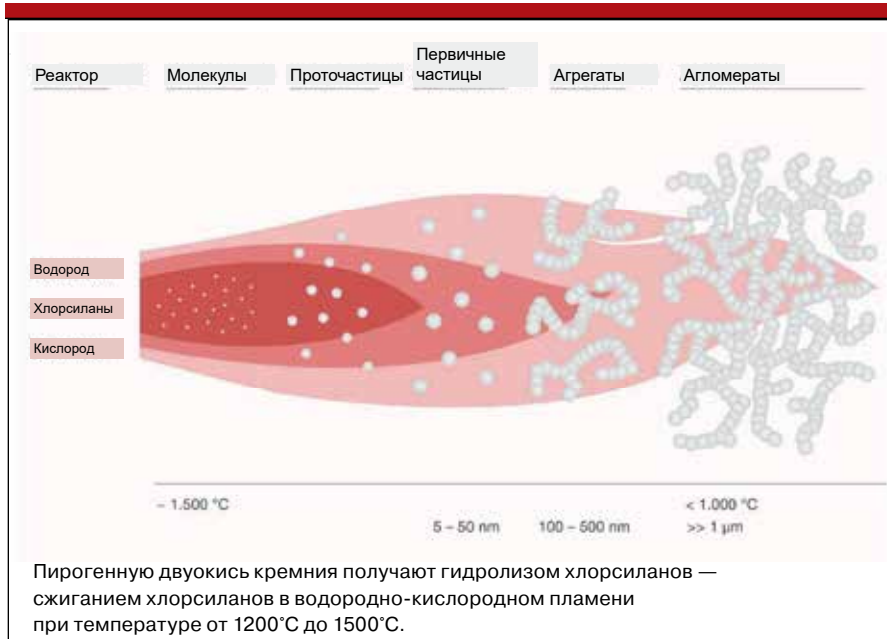 Реактор
Молекулы
Проточастицы
Первичные
частицы
Агрегаты
Агломераты
Водород
Хлорсиланы
Кислород
~ 1.500 °C
< 1.000 °C
5 – 50 nm
100 – 500 nm
>> 1 µm
Пирогенную двуокись кремния получают гидролизом хлорсиланов —
сжиганием хлорсиланов в водородно-кислородном пламени
при температуре от 1200°C до 1500°C.